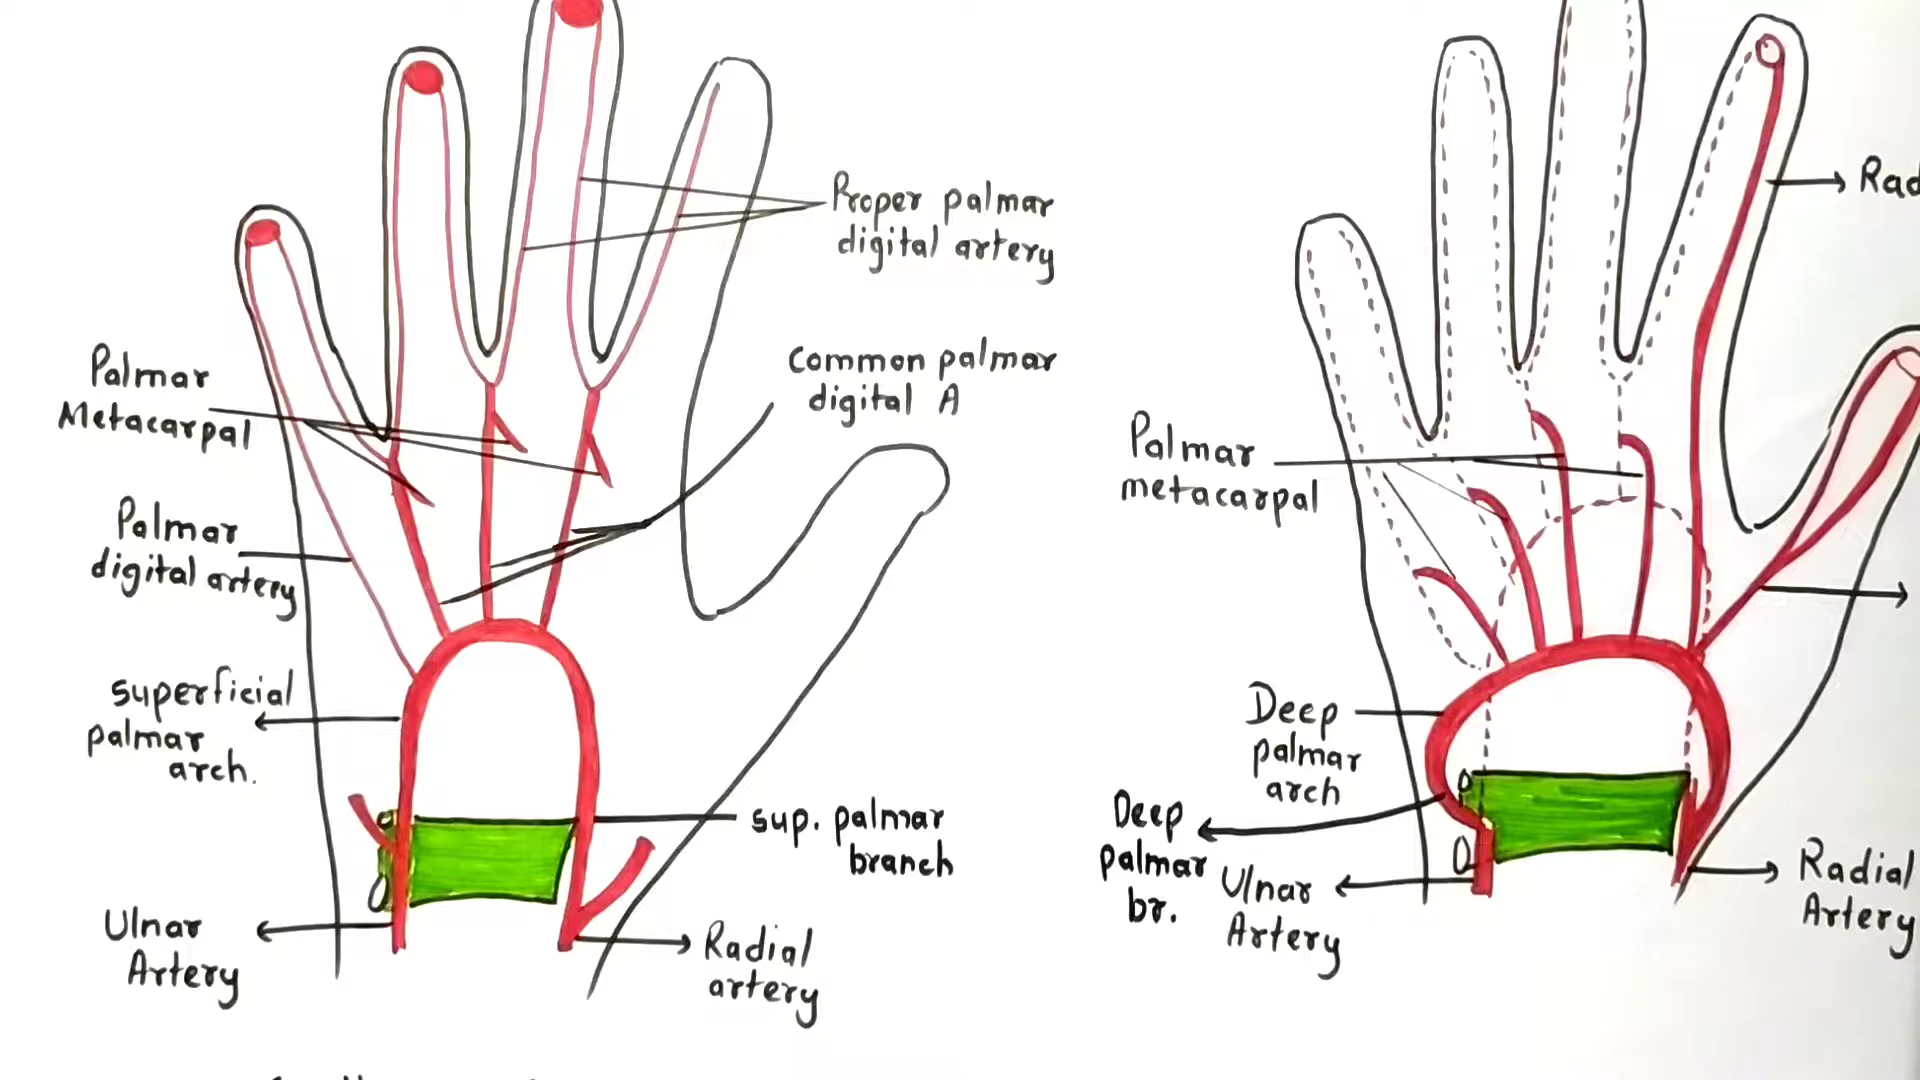 Proper palmar
digital artery
Palmar
Metacarpal
Common palmar
digital A
Palmar
digital artery
superficial
palmar
arch.
sup. palmar
branch
Ulnar
Artery
Radial
artery
Palmar
metacarpal
Deep
palmar
arch
Deep
palmar
br.
Ulnar
Artery
Radial
Artery